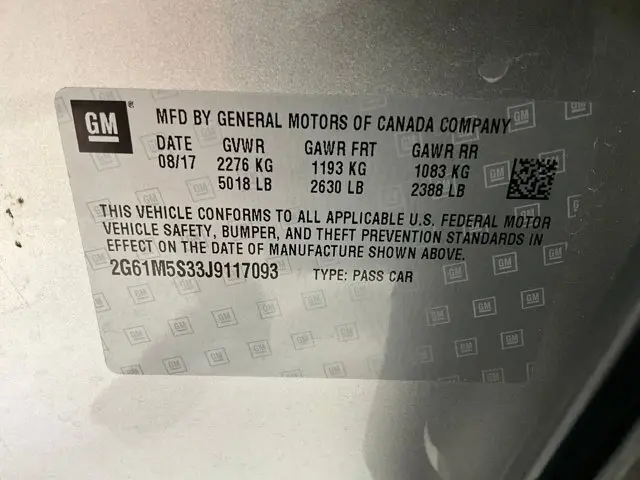 GM ® MFD BY GENERAL MOTORS OF CANADA COMPANY
DATE GVWR GAWR FRT GAWR RR
08/17 2276 KG 1193 KG 1083 KG
5018 LB 2630 LB 2388 LB
THIS VEHICLE CONFORMS TO ALL APPLICABLE U.S. FEDERAL MOTOR
VEHICLE SAFETY, BUMPER, AND THEFT PREVENTION STANDARDS IN
EFFECT ON THE DATE OF MANUFACTURE SHOWN ABOVE.
2G61M5S33J9117093 TYPE: PASS CAR